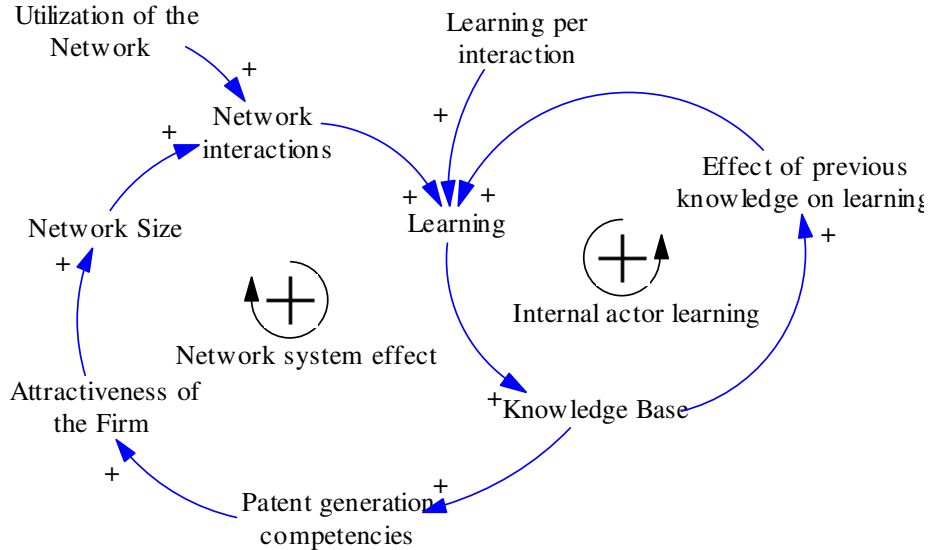 Utilization of the
Network
+
Learning per
interaction
+
Network
interactions
+
+
Effect of previous
knowledge on learning
+
+
+
Learning
Network Size
+
+
Internal actor learning
+
+
Network system effect
Attractiveness of
the Firm
+
+
Knowledge Base
+
Patent generation
competencies
+